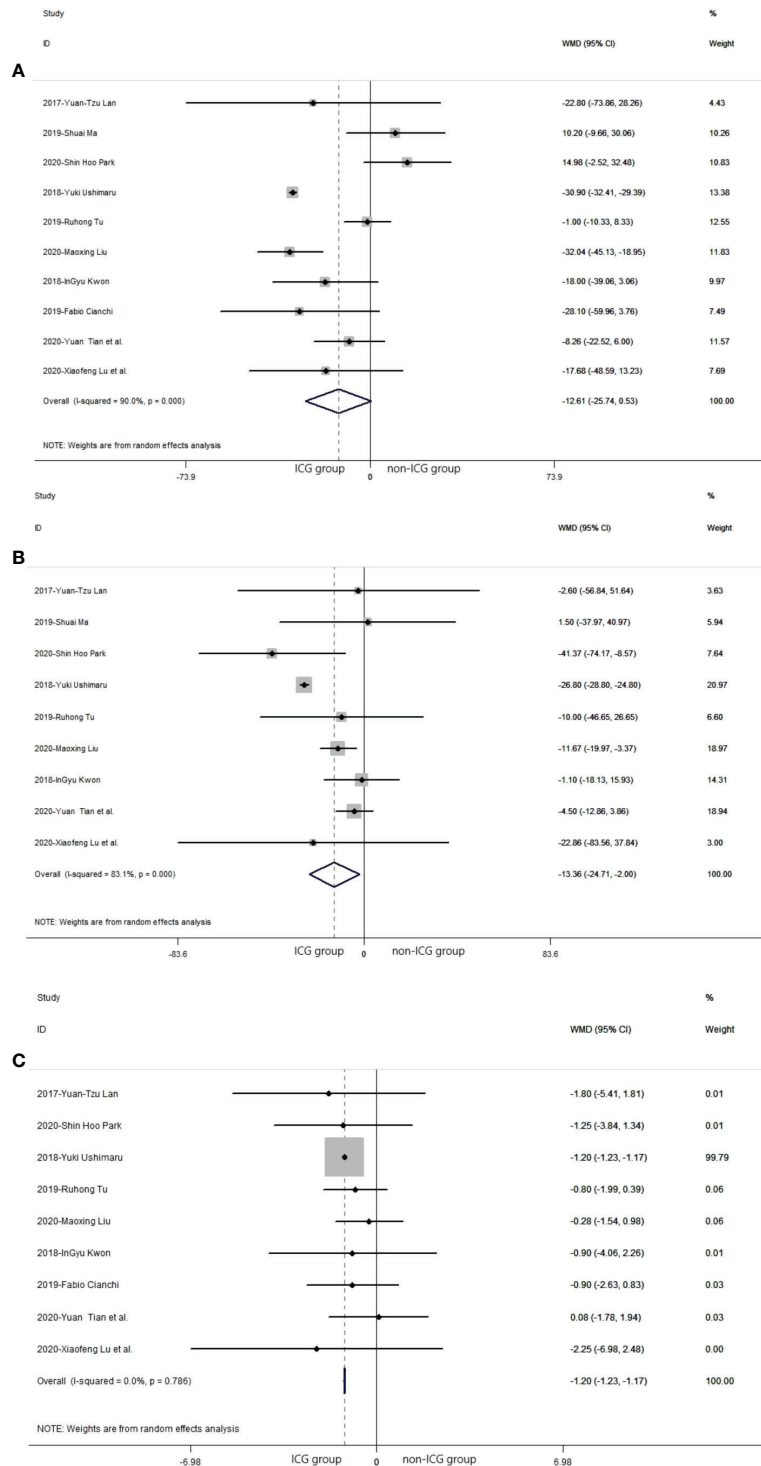 Study %
ID WMD (95% CI) Weight
A
2017-Yuan-Tzu Lan -22.80 (-73.86, 28.26) 4.43
2019-Shuai Ma 10.20 (-9.66, 30.06) 10.26
2020-Shin Hoo Park 14.98 (-2.52, 32.48) 10.83
2018-Yuki Ushimaru -30.90 (-32.41, -29.39) 13.38
2019-Ruhong Tu -1.00 (-10.33, 8.33) 12.55
2020-Maoxing Liu -32.04 (-45.13, -18.95) 11.83
2018-InGyu Kwon -18.00 (-39.06, 3.06) 9.97
2019-Fabio Cianchi -28.10 (-59.96, 3.76) 7.49
2020-Yuan Tian et al. -8.26 (-22.52, 6.00) 11.57
2020-Xiaofeng Lu et al. -17.68 (-48.59, 13.23) 7.69
Overall (I-squared = 90.0%, p = 0.000) -12.61 (-25.74, 0.53) 100.00
NOTE: Weights are from random effects analysis
ICG group non-ICG group
-73.9 0 73.9
Study %
ID WMD (95% CI) Weight
B
2017-Yuan-Tzu Lan -2.60 (-56.84, 51.64) 3.63
2019-Shuai Ma 1.50 (-37.97, 40.97) 5.94
2020-Shin Hoo Park -41.37 (-74.17, -8.57) 7.64
2018-Yuki Ushimaru -26.80 (-28.80, -24.80) 20.97
2019-Ruhong Tu -10.00 (-46.65, 26.65) 6.60
2020-Maoxing Liu -11.67 (-19.97, -3.37) 18.97
2018-InGyu Kwon -1.10 (-18.13, 15.93) 14.31
2020-Yuan Tian et al. -4.50 (-12.86, 3.86) 18.94
2020-Xiaofeng Lu et al. -22.86 (-83.56, 37.84) 3.00
Overall (I-squared = 83.1%, p = 0.000) -13.36 (-24.71, -2.00) 100.00
NOTE: Weights are from random effects analysis
ICG group non-ICG group
-83.6 0 83.6
Study %
ID WMD (95% CI) Weight
C
2017-Yuan-Tzu Lan -1.80 (-5.41, 1.81) 0.01
2020-Shin Hoo Park -1.25 (-3.84, 1.34) 0.01
2018-Yuki Ushimaru -1.20 (-1.23, -1.17) 99.79
2019-Ruhong Tu -0.80 (-1.99, 0.39) 0.06
2020-Maoxing Liu -0.28 (-1.54, 0.98) 0.06
2018-InGyu Kwon -0.90 (-4.06, 2.26) 0.01
2019-Fabio Cianchi -0.90 (-2.63, 0.83) 0.03
2020-Yuan Tian et al. 0.08 (-1.78, 1.94) 0.03
2020-Xiaofeng Lu et al. -2.25 (-6.98, 2.48) 0.00
Overall (I-squared = 0.0%, p = 0.786) -1.20 (-1.23, -1.17) 100.00
NOTE: Weights are from random effects analysis
ICG group non-ICG group
-6.98 0 6.98